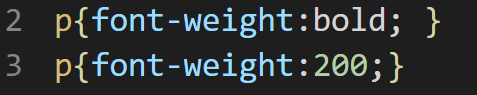 2 p{font-weight:bold; }
3 p{font-weight:200;}